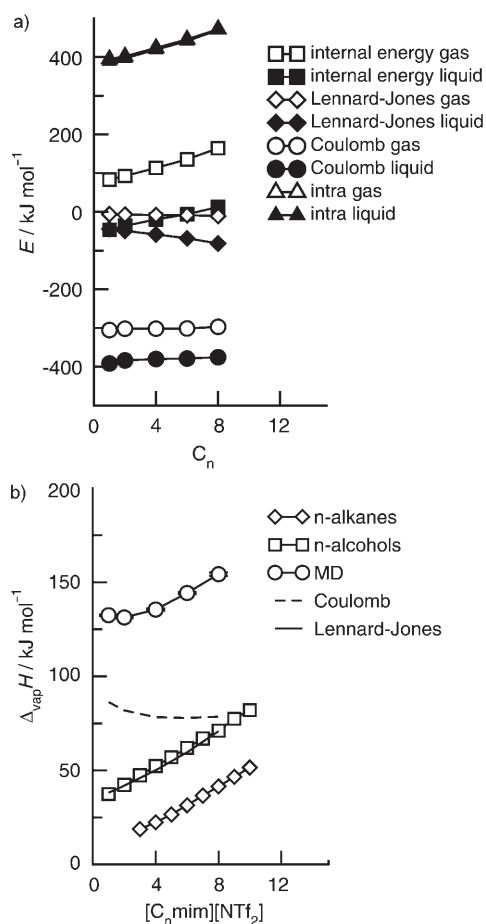 a)
400
200
0
-200
-400
E / kJ mol⁻¹
0 4 8 12
Cₙ
internal energy gas
internal energy liquid
Lennard-Jones gas
Lennard-Jones liquid
Coulomb gas
Coulomb liquid
intra gas
intra liquid
b)
200
150
100
50
0
ΔvapH / kJ mol⁻¹
0 4 8 12
[Cₙmim][NTf₂]
n-alkanes
n-alcohols
MD
Coulomb
Lennard-Jones